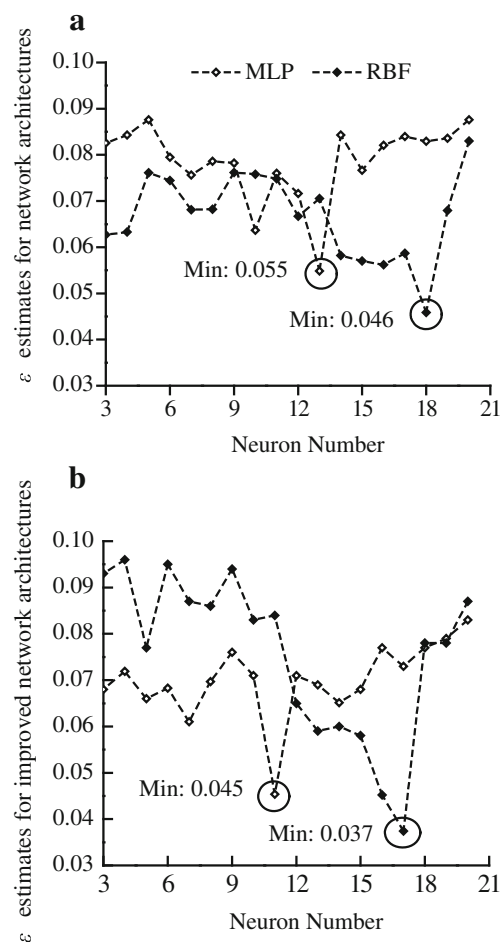 a
ε estimates for network architectures
0.10
0.09
0.08
0.07
0.06
0.05
0.04
0.03
MLP RBF
Min: 0.055
Min: 0.046
3 6 9 12 15 18 21
Neuron Number
b
ε estimates for improved network architectures
0.10
0.09
0.08
0.07
0.06
0.05
0.04
0.03
Min: 0.045
Min: 0.037
3 6 9 12 15 18 21
Neuron Number